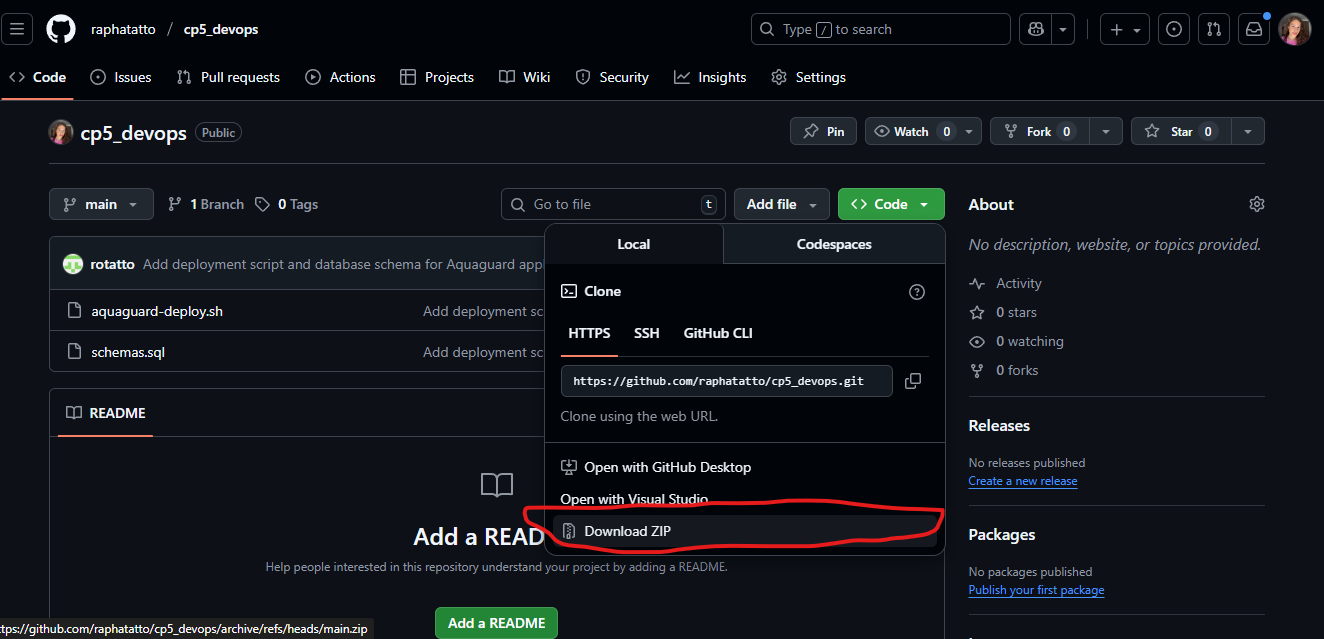 raphatatto / cp5_devops
Type / to search
Code Issues Pull requests Actions Projects Wiki Security Insights Settings
cp5_devops Public
Pin Watch 0 Fork 0 Star 0
main 1 Branch 0 Tags Go to file t Add file Code
About
No description, website, or topics provided.
Activity
0 stars
0 watching
0 forks
Local Codespaces
rotatto Add deployment script and database schema for Aquaguard app
aquaguard-deploy.sh Add deployment sc
schemas.sql Add deployment sc
Clone
HTTPS SSH GitHub CLI
https://github.com/raphatatto/cp5_devops.git
Clone using the web URL.
Open with GitHub Desktop
Open with Visual Studio
Download ZIP
README
Add a READ
Help people interested in this repository understand your project by adding a README.
Add a README
Releases
No releases published
Create a new release
Packages
No packages published
Publish your first package
ttps://github.com/raphatatto/cp5_devops/archive/refs/heads/main.zip